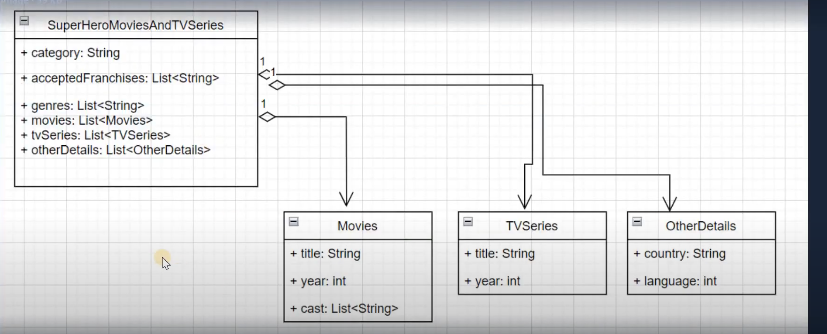 SuperHeroMoviesAndTVSeries
+ category: String
+ acceptedFranchises: List<String>
+ genres: List<String>
+ movies: List<Movies>
+ tvSeries: List<TVSeries>
+ otherDetails: List<OtherDetails>
1
1
1
Movies
+ title: String
+ year: int
+ cast: List<String>
TVSeries
+ title: String
+ year: int
OtherDetails
+ country: String
+ language: int